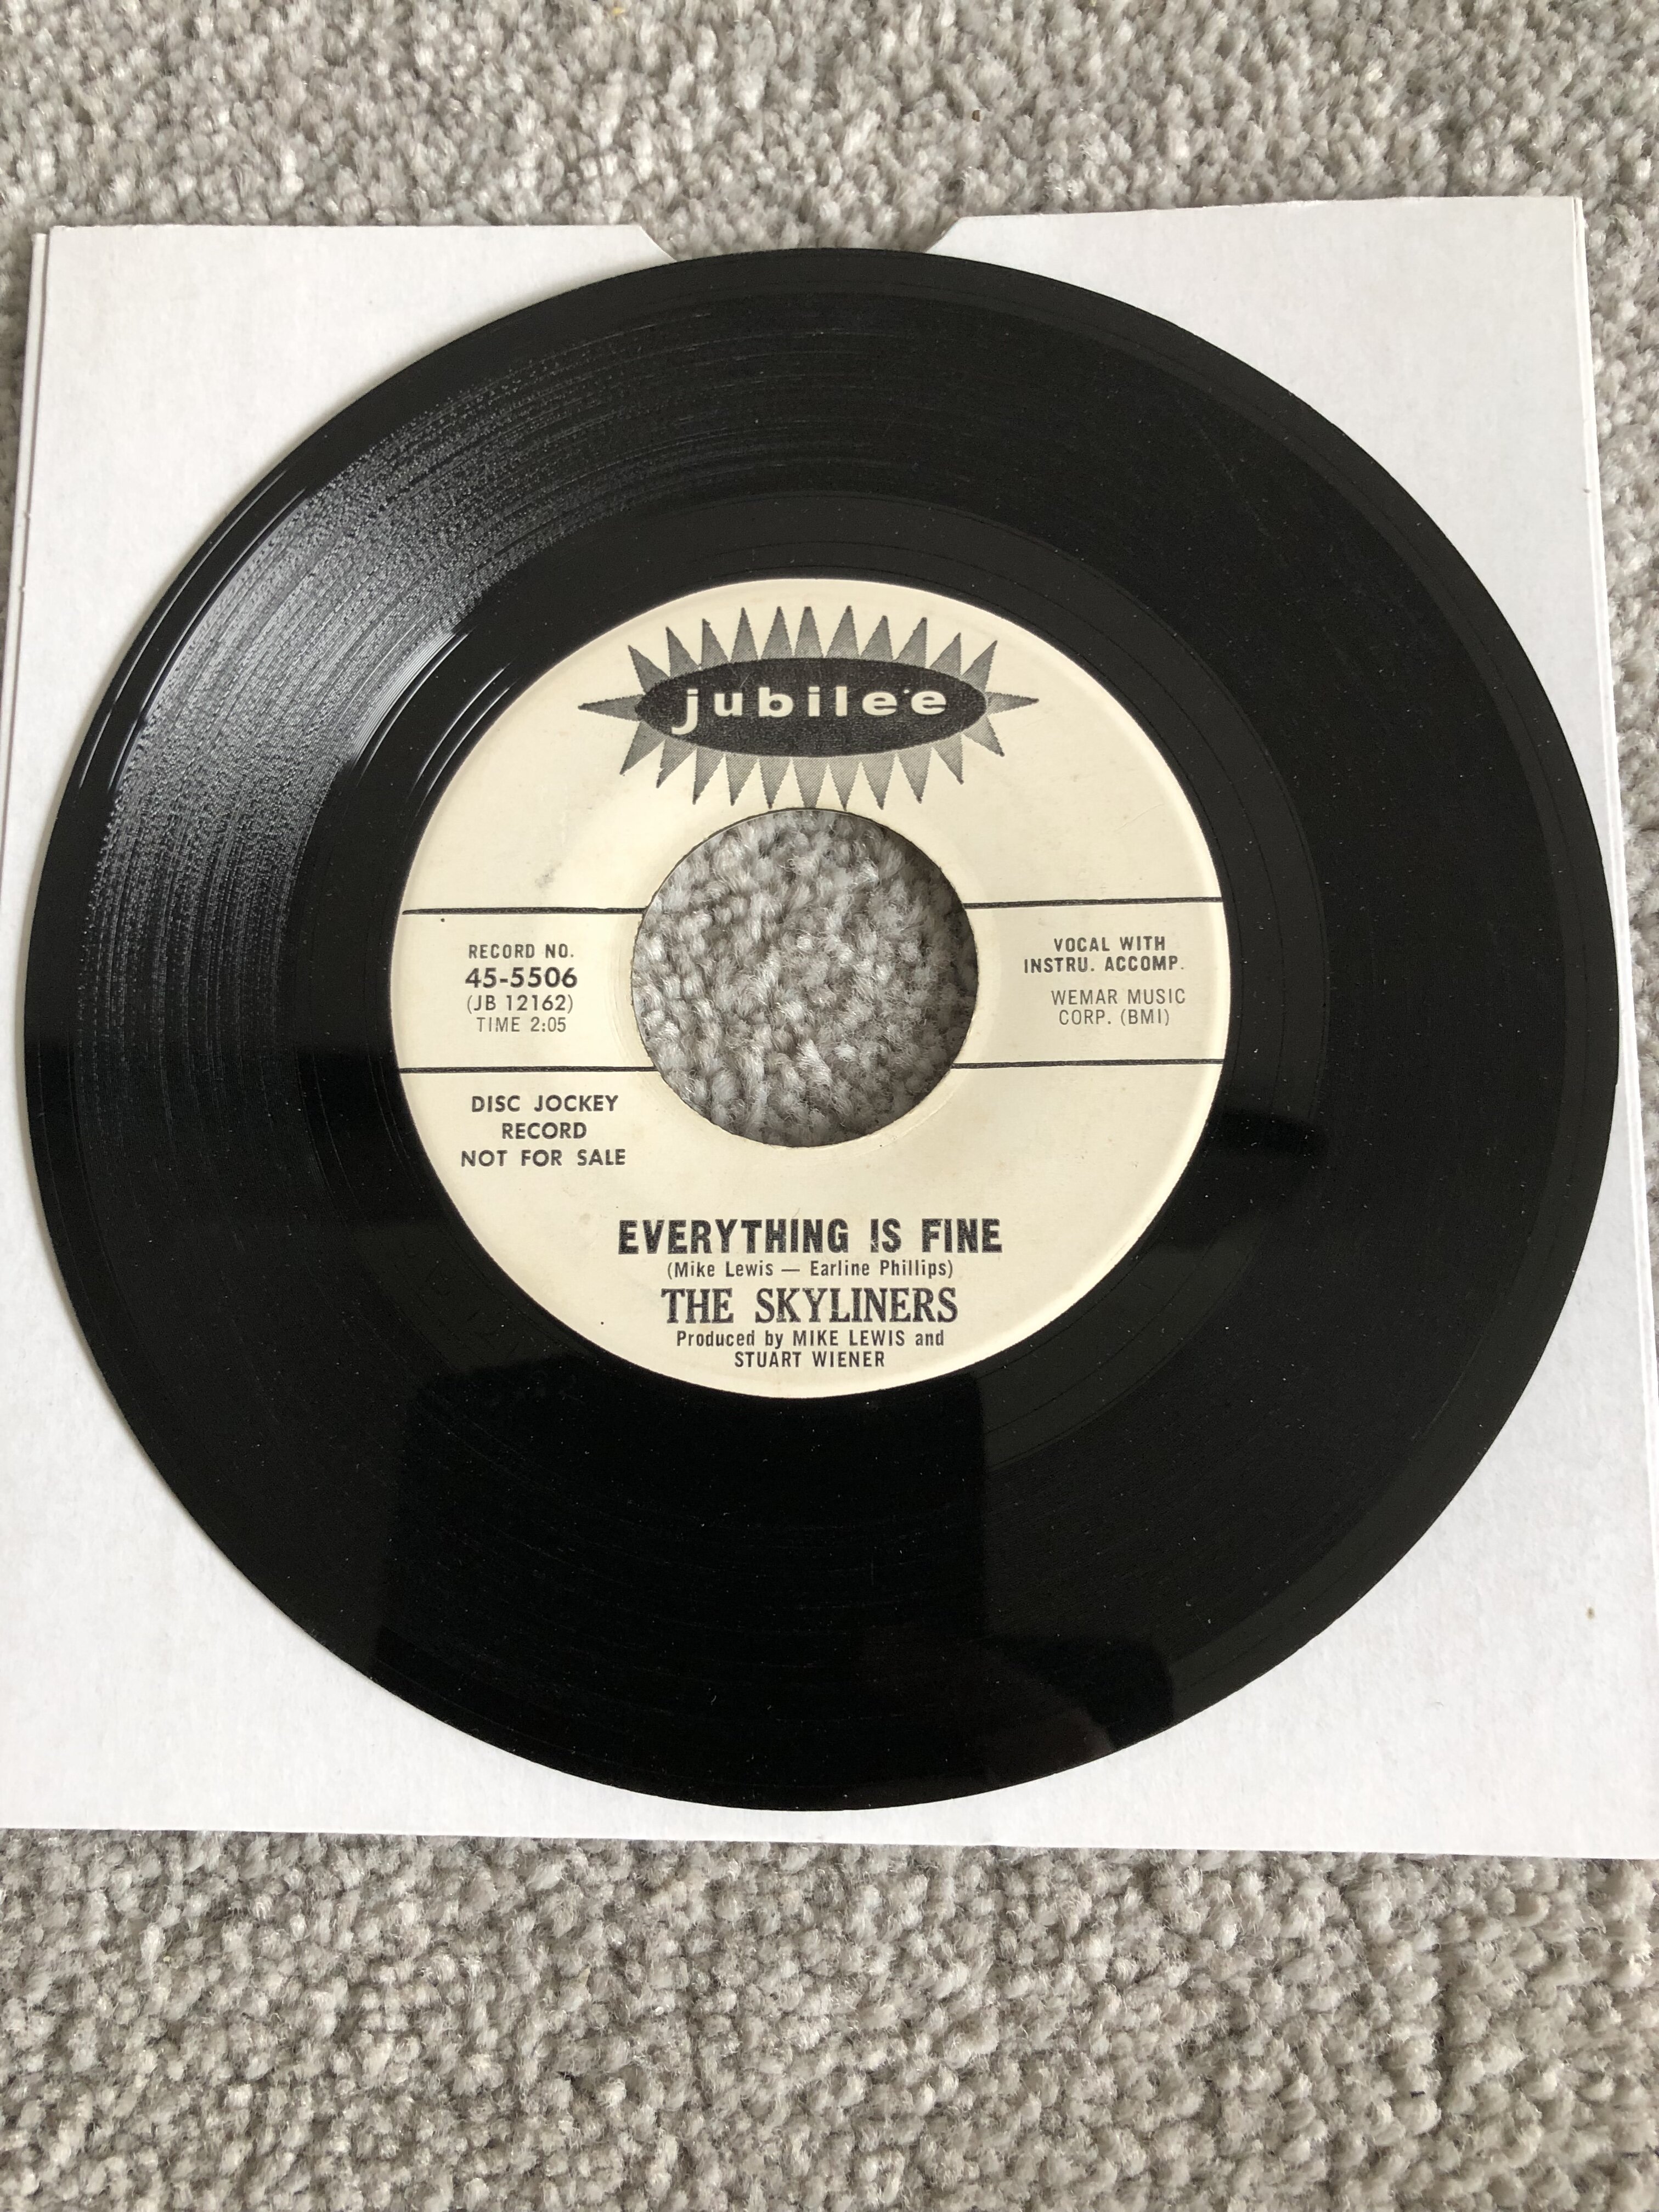 jubilee
RECORD NO.
45-5506
(JB 12162)
TIME 2:05
VOCAL WITH
INSTRU. ACCOMP.
WEMAR MUSIC
CORP. (BMI)
DISC JOCKEY
RECORD
NOT FOR SALE
EVERYTHING IS FINE
(Mike Lewis — Earline Phillips)
THE SKYLINERS
Produced by MIKE LEWIS and
STUART WIENER